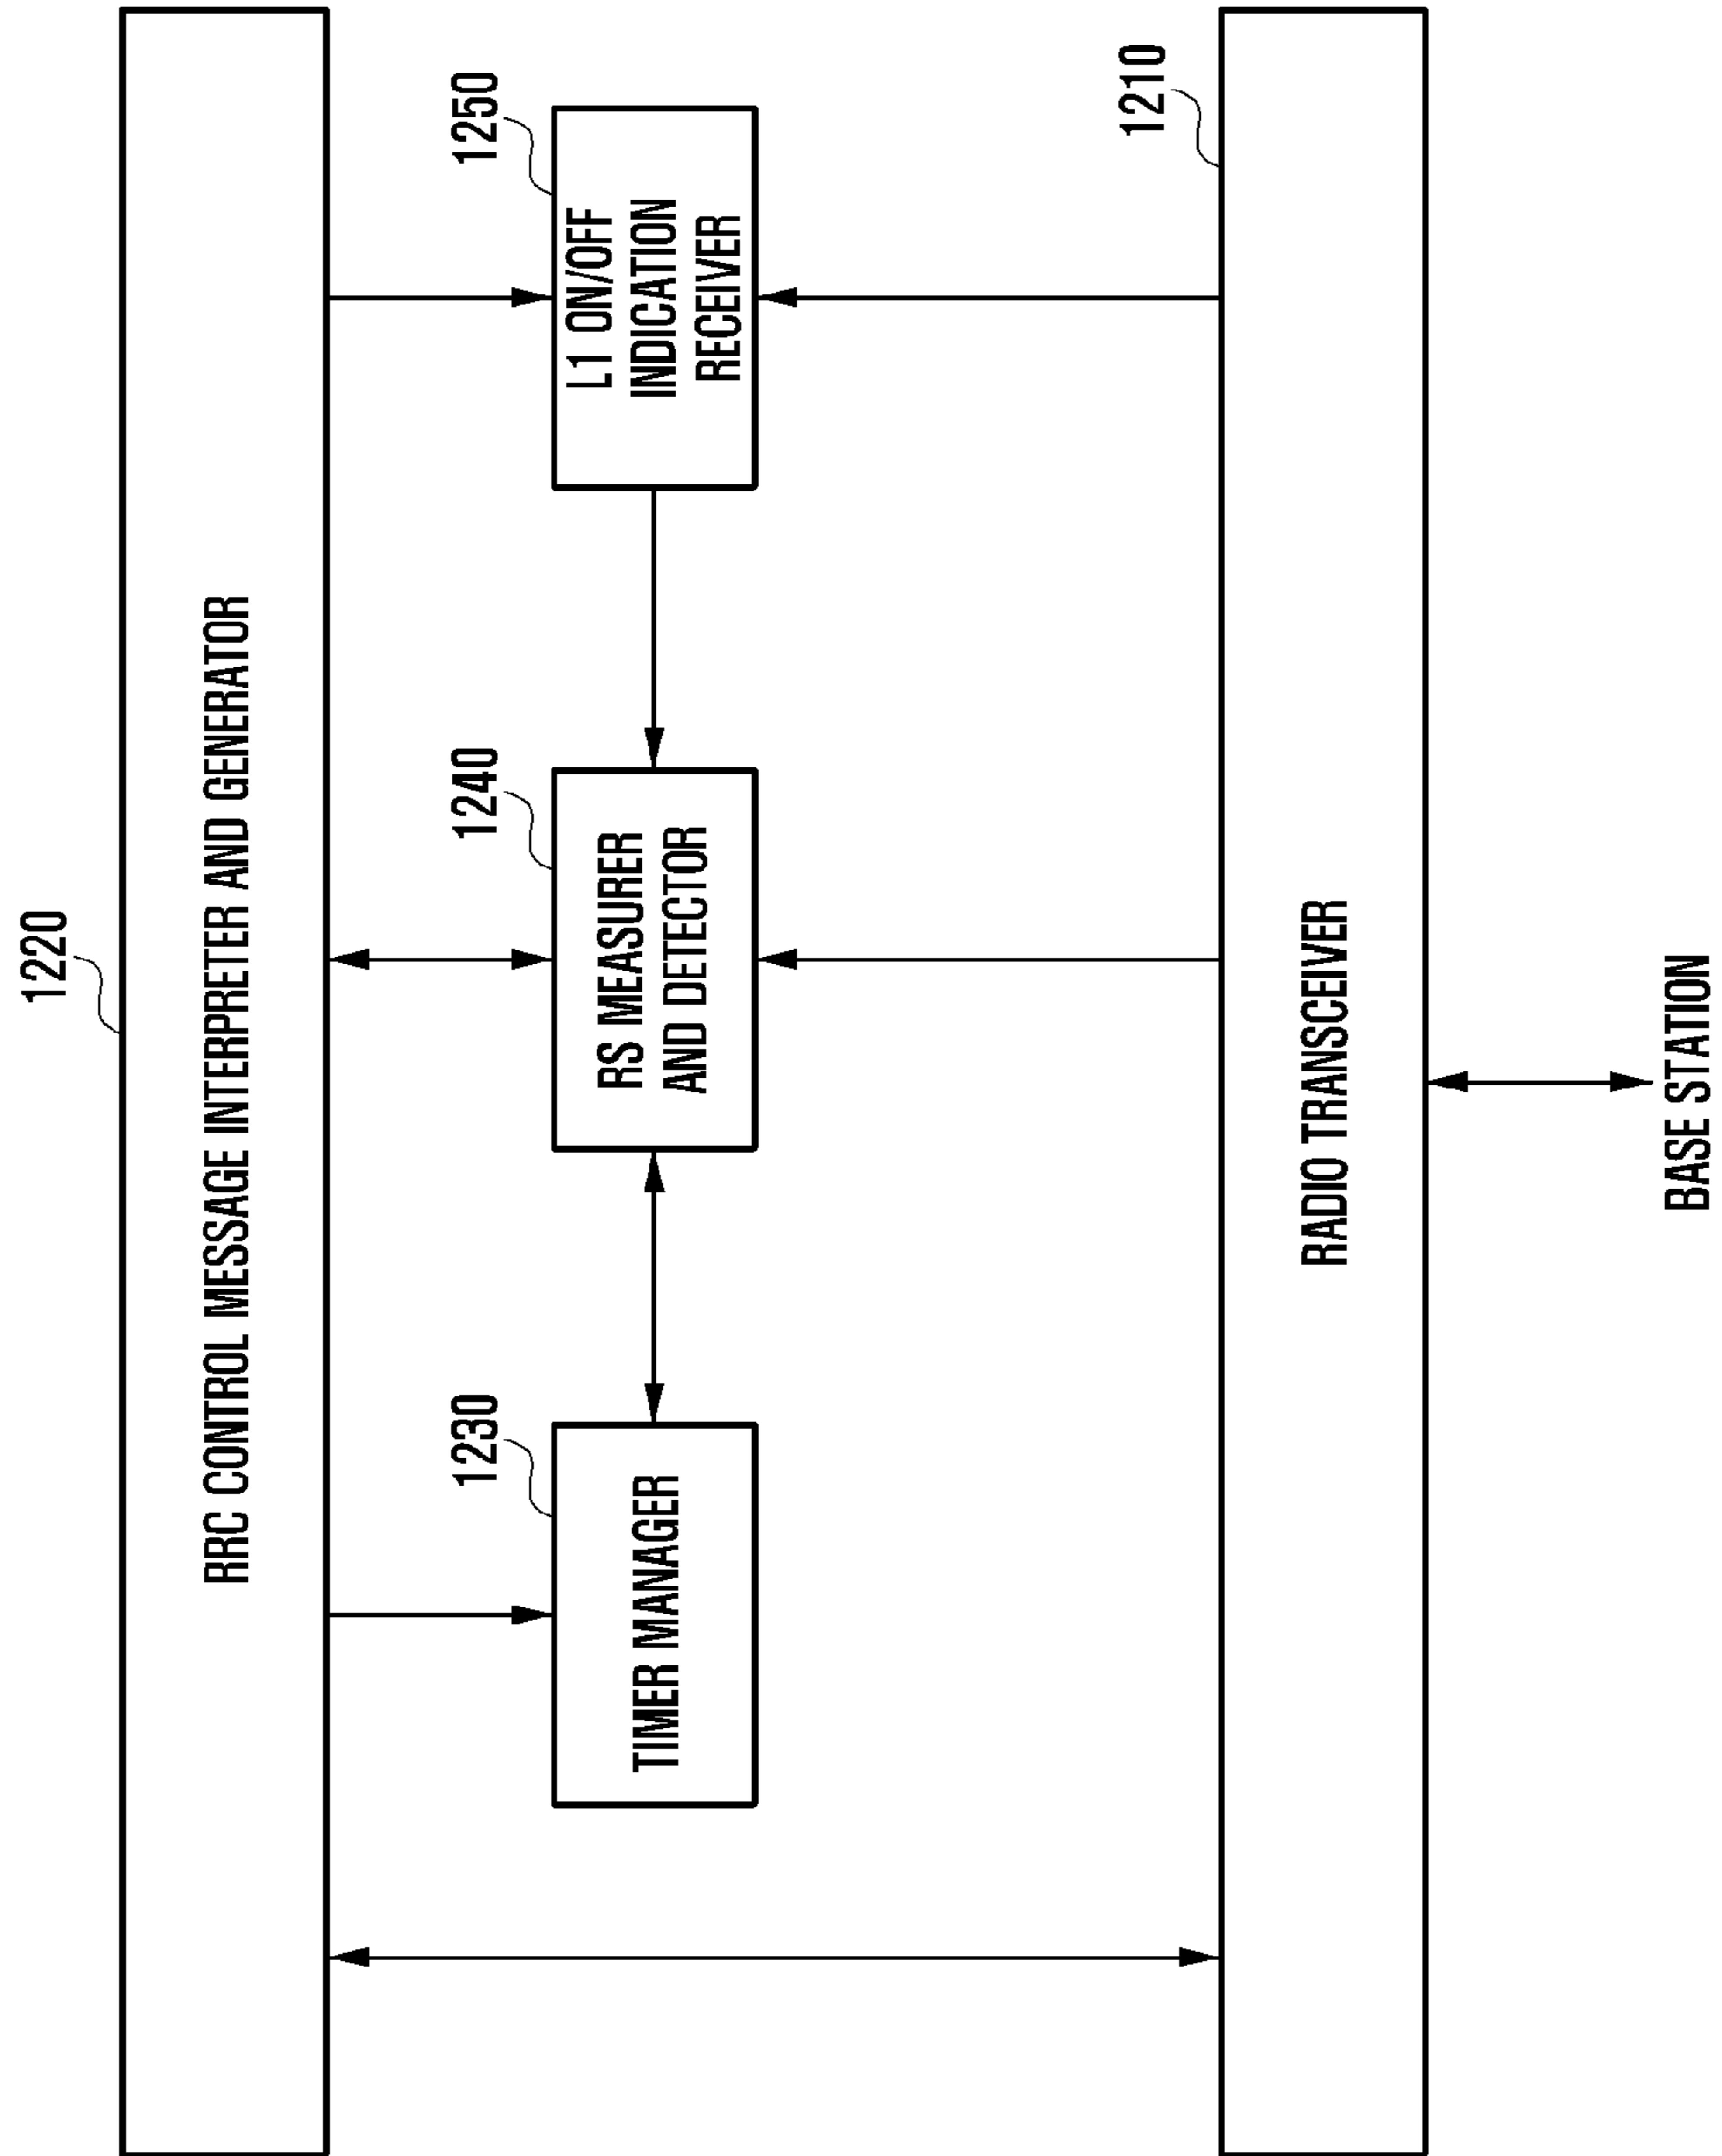 1220
RRC CONTROL MESSAGE INTERPRETER AND GENERATOR
1230
TIMER MANAGER
1240
RS MEASURER
AND DETECTOR
1250
L1 ON/OFF
INDICATION
RECEIVER
1210
RADIO TRANSCEIVER
BASE STATION